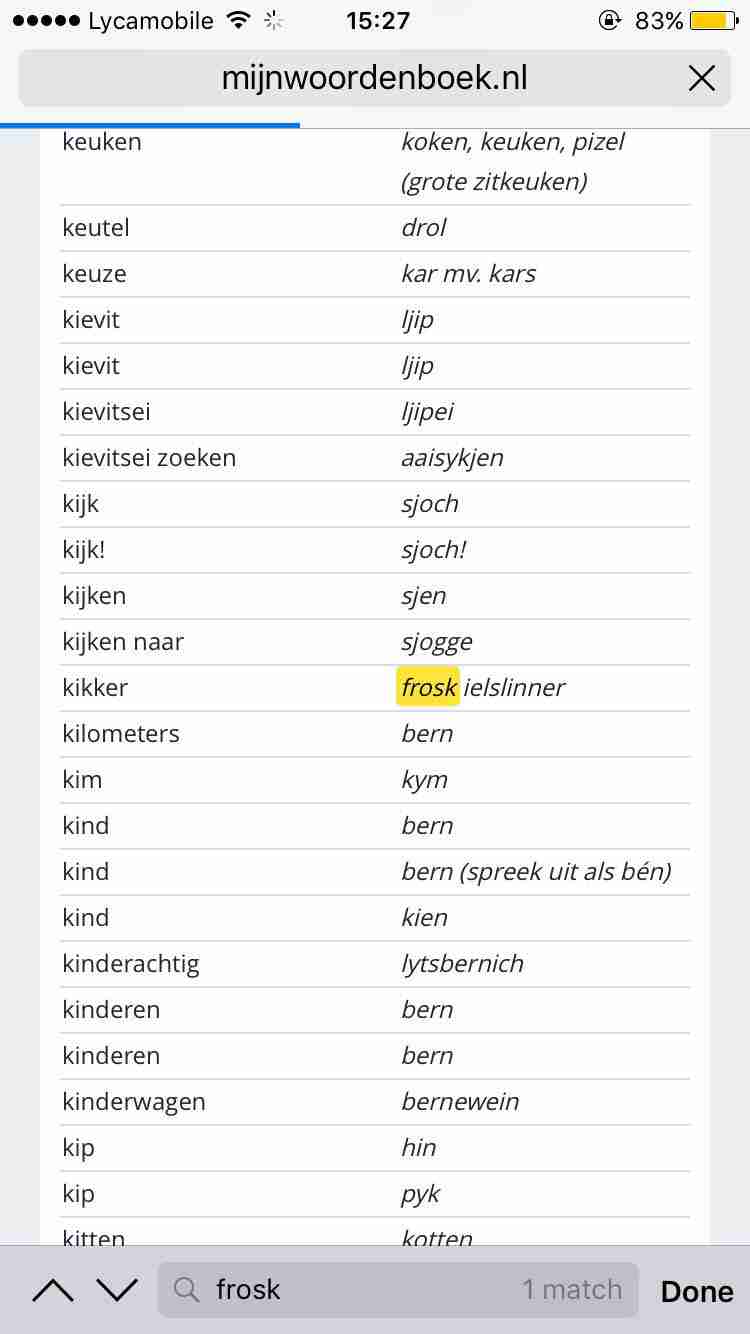 Lycamobile 15:27 83%
mijnwoordenboek.nl
keuken koken, keuken, pizel
(grote zitkeuken)
keutel drol
keuze kar mv. kars
kievit ljip
kievit ljip
kievitsei ljipei
kievitsei zoeken aaisykjen
kijk sjoch
kijk! sjoch!
kijken sjen
kijken naar sjogge
kikker frosk ielslinner
kilometers bern
kim kym
kind bern
kind bern (spreek uit als bén)
kind kien
kinderachtig lytsbernich
kinderen bern
kinderen bern
kinderwagen bernewein
kip hin
kip pyk
kitten kotten
frosk 1 match Done